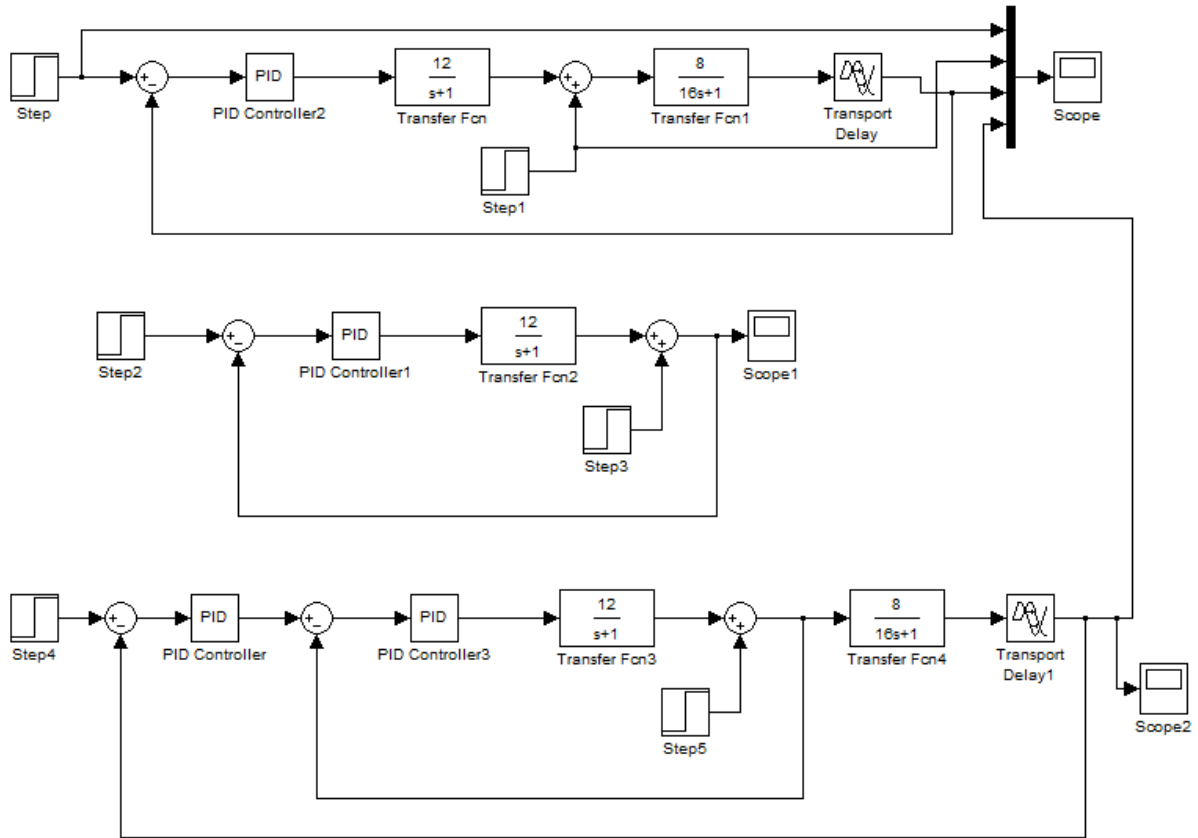 12
8
PID
s+1
16s+1
Step
PID Controller2
Transfer Fcn
Transfer Fcn1
Transport
Delay
Scope
Step1
12
PID
s+1
Step2
PID Controller1
Transfer Fcn2
Scope1
Step3
12
8
PID
PID
s+1
16s+1
Step4
PID Controller
PID Controller3
Transfer Fcn3
Transfer Fcn4
Transport
Delay1
Step5
Scope2